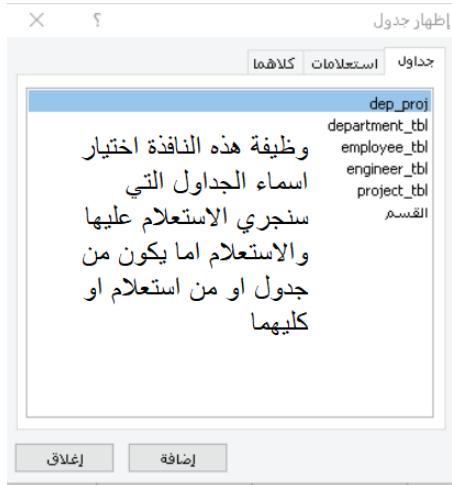 إظهار جدول ؟
جداول استعلامات كلاهما
dep_proj
department_tbl
employee_tbl
engineer_tbl
project_tbl
القسم
وظيفة هذه النافذة اختيار
اسماء الجداول التي
سنجري الاستعلام عليها
والاستعلام اما يكون من
جدول او من استعلام او
كليهما
إضافة إغلاق